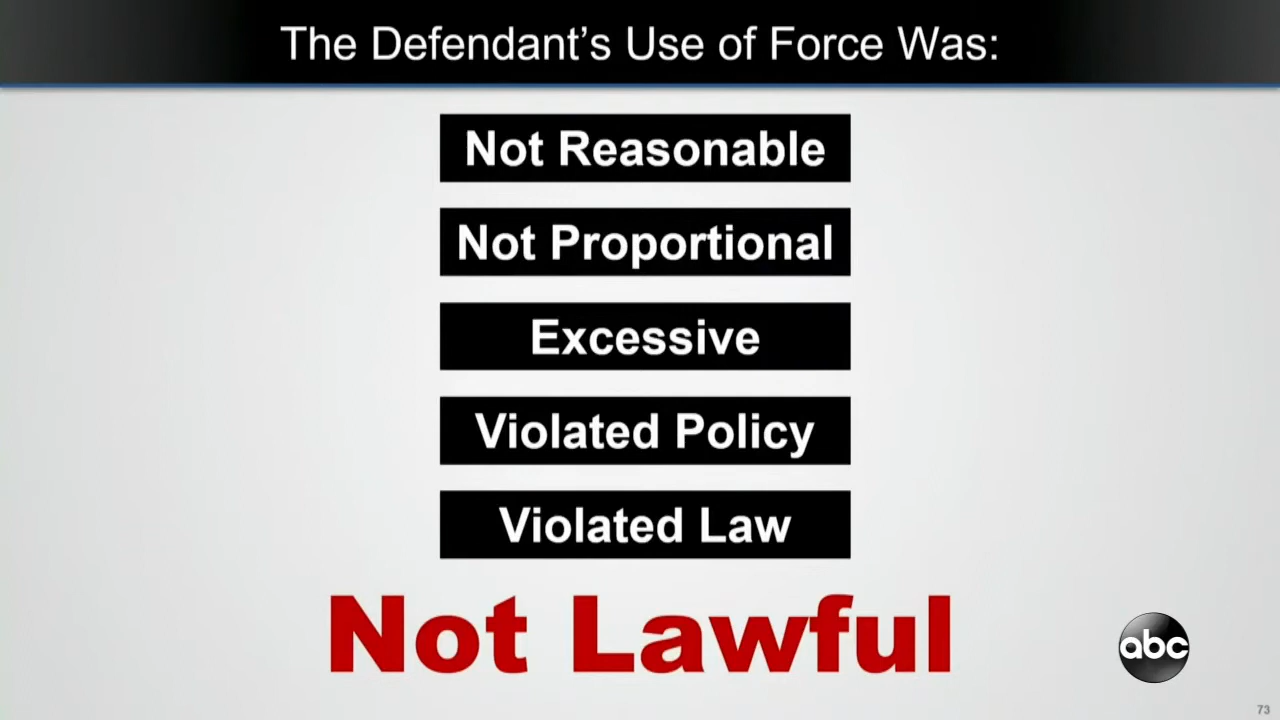 The Defendant’s Use of Force Was:
Not Reasonable
Not Proportional
Excessive
Violated Policy
Violated Law
Not Lawful
abc
73